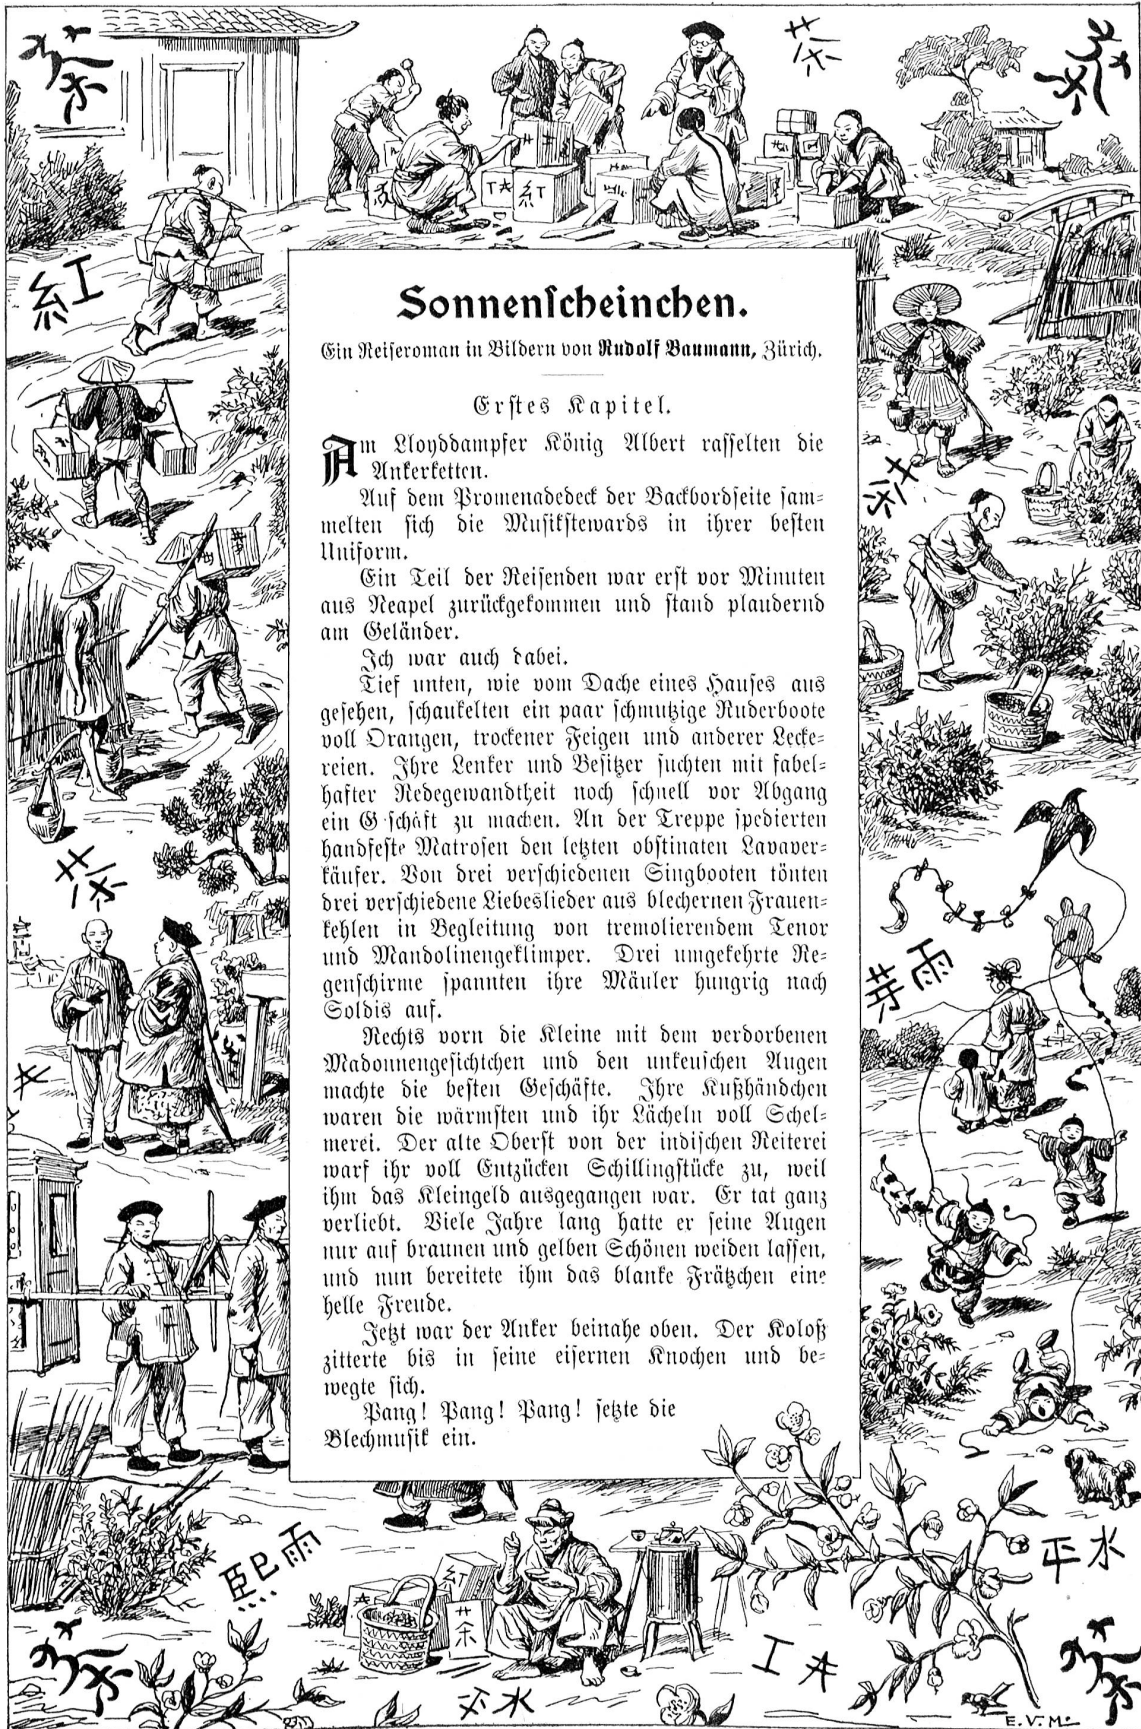 茶
茶
茶
紅
Sonnenscheinchen.
Ein Reiseroman in Bildern von Rudolf Baumann, Zürich.
Erstes Kapitel.
Am Lloyddampfer König Albert rasselten die
Ankerketten.
Auf dem Promenadedeck der Backbordseite sam-
melten sich die Musikstewards in ihrer besten
Uniform.
Ein Teil der Reisenden war erst vor Minuten
aus Neapel zurückgekommen und stand plaudernd
am Geländer.
Ich war auch dabei.
Tief unten, wie vom Dache eines Hauses aus
gesehen, schaukelten ein paar schmutzige Ruderboote
voll Orangen, trockener Feigen und anderer Lecke-
reien. Ihre Lenker und Besitzer suchten mit fabel-
hafter Redegewandtheit noch schnell vor Abgang
ein G schäft zu machen. An der Treppe spedierten
handfeste Matrosen den letzten obstinaten Lavaver-
käufer. Von drei verschiedenen Singbooten tönten
drei verschiedene Liebeslieder aus blechernen Frauen-
kehlen in Begleitung von tremolierendem Tenor
und Mandolinengeklimper. Drei umgekehrte Re-
genschirme spannten ihre Mäuler hungrig nach
Soldis auf.
Rechts vorn die Kleine mit dem verdorbenen
Madonnengesichtchen und den unkeuschen Augen
machte die besten Geschäfte. Ihre Kußhändchen
waren die wärmsten und ihr Lächeln voll Schel-
merei. Der alte Oberst von der indischen Reiterei
warf ihr voll Entzücken Schillingstücke zu, weil
ihm das Kleingeld ausgegangen war. Er tat ganz
verliebt. Viele Jahre lang hatte er seine Augen
nur auf braunen und gelben Schönen weiden lassen,
und nun bereitete ihm das blanke Frätzchen eine
helle Freude.
Jetzt war der Anker beinahe oben. Der Koloß
zitterte bis in seine eisernen Knochen und be-
wegte sich.
Pang! Pang! Pang! setzte die
Blechmusik ein.
茶
茶
芽雨
熙雨
平水
紅
茶
茶
茶
E. V. M.